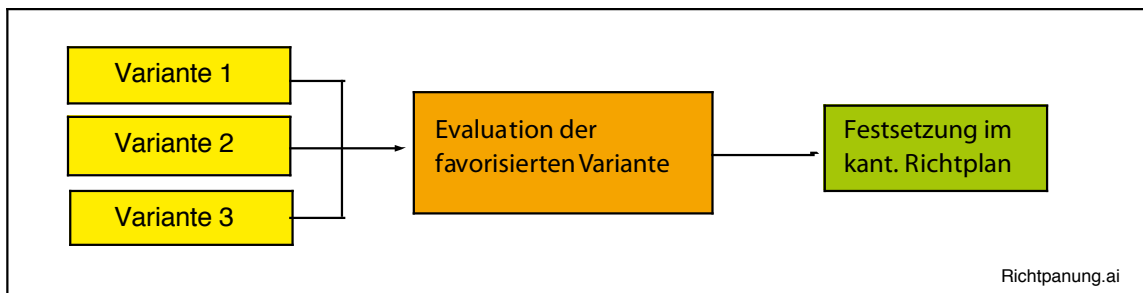 Variante 1
Variante 2
Variante 3
Evaluation der
favorisierten Variante
Festsetzung im
kant. Richtplan
Richtpanung.ai